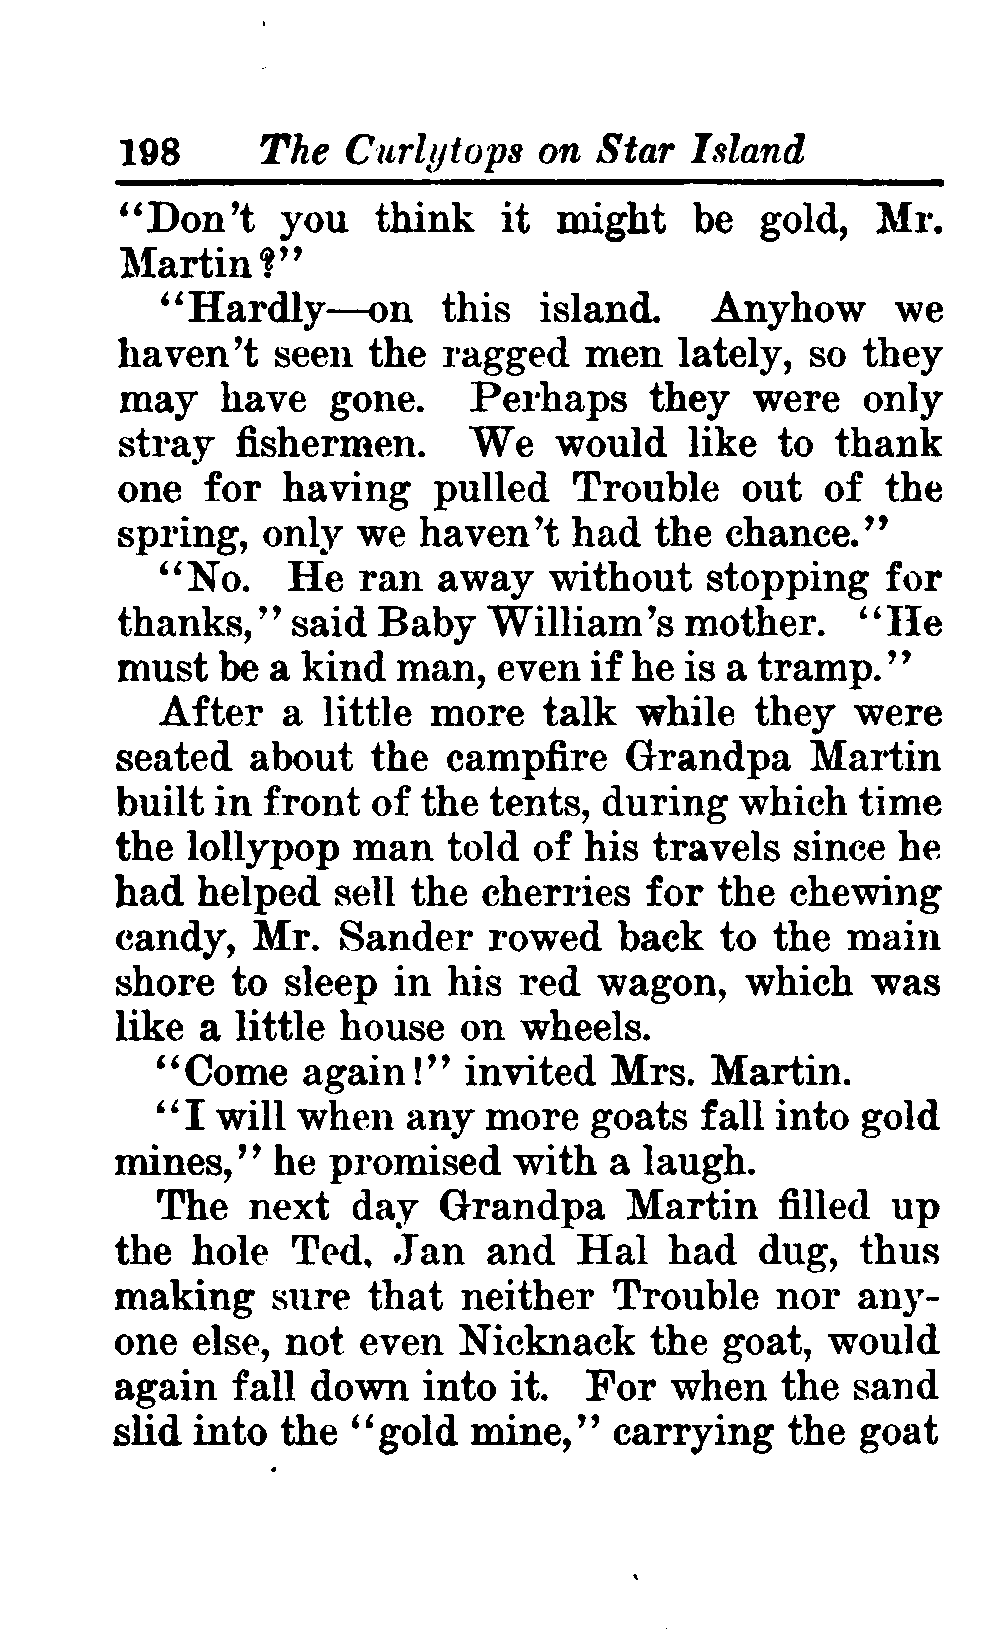 198 The Curlytops on Star Island
“Don’t you think it might be gold, Mr.
Martin?”
“Hardly—on this island. Anyhow we
haven’t seen the ragged men lately, so they
may have gone. Perhaps they were only
stray fishermen. We would like to thank
one for having pulled Trouble out of the
spring, only we haven’t had the chance.”
“No. He ran away without stopping for
thanks,” said Baby William’s mother. “He
must be a kind man, even if he is a tramp.”
After a little more talk while they were
seated about the campfire Grandpa Martin
built in front of the tents, during which time
the lollypop man told of his travels since he
had helped sell the cherries for the chewing
candy, Mr. Sander rowed back to the main
shore to sleep in his red wagon, which was
like a little house on wheels.
“Come again!” invited Mrs. Martin.
“I will when any more goats fall into gold
mines,” he promised with a laugh.
The next day Grandpa Martin filled up
the hole Ted, Jan and Hal had dug, thus
making sure that neither Trouble nor any-
one else, not even Nicknack the goat, would
again fall down into it. For when the sand
slid into the “gold mine,” carrying the goat